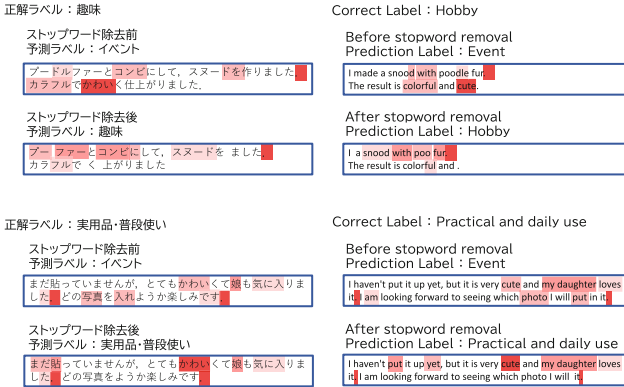 正解ラベル：趣味
ストップワード除去前
予測ラベル：イベント
プードルファーとコンビにして，スヌードを作りました．
カラフルでかわいく仕上がりました．
ストップワード除去後
予測ラベル：趣味
プー ファーとコンビにして，スヌードを ました．
カラフルで く 上がりました
正解ラベル：実用品・普段使い
ストップワード除去前
予測ラベル：イベント
まだ貼っていませんが，とてもかわいくて娘も気に入りま
した．どの写真を入れようか楽しみです．
ストップワード除去後
予測ラベル：実用品・普段使い
まだ貼っていませんが，とてもかわいくて娘も気に入りま
した．どの写真をようか楽しみです．
Correct Label：Hobby
Before stopword removal
Prediction Label：Event
I made a snood with poodle fur.
The result is colorful and cute.
After stopword removal
Prediction Label：Hobby
I a snood with poo fur.
The result is colorful and .
Correct Label：Practical and daily use
Before stopword removal
Prediction Label：Event
I haven't put it up yet, but it is very cute and my daughter loves
it. I am looking forward to seeing which photo I will put in it.
After stopword removal
Prediction Label：Practical and daily use
I haven't put it up yet, but it is very cute and my daughter loves
it. I am looking forward to seeing which photo I will it.